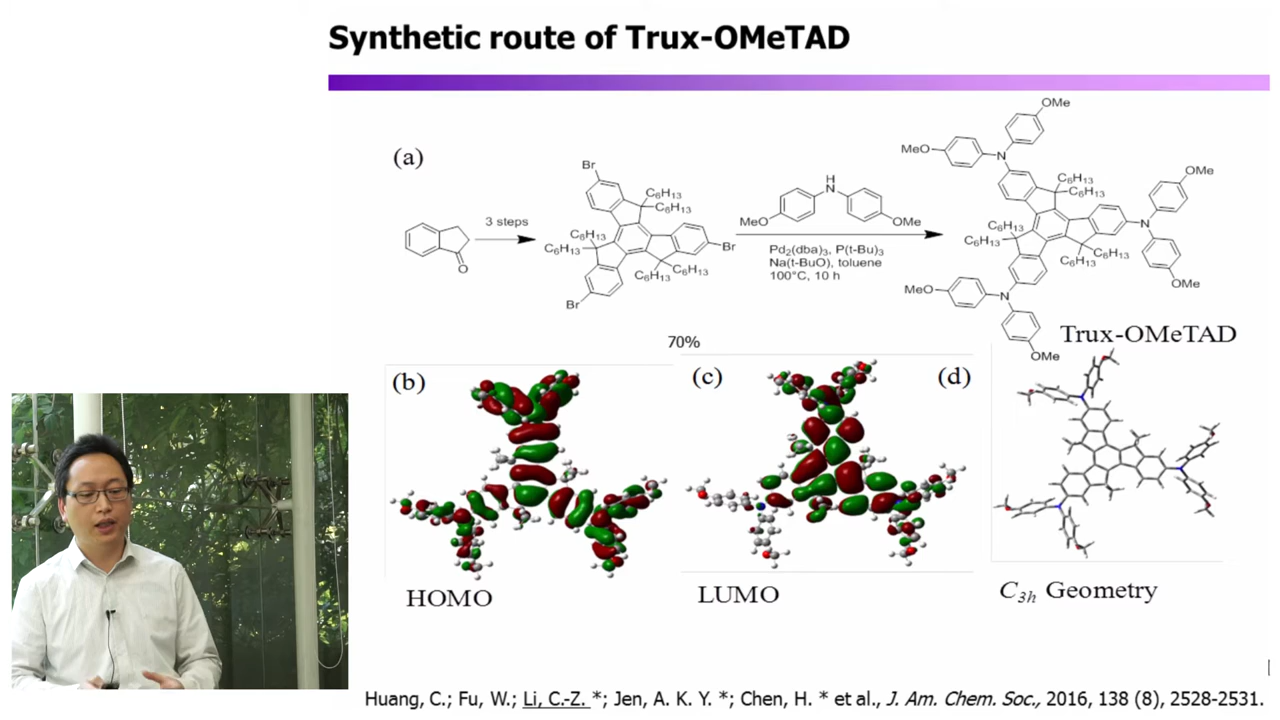 Synthetic route of Trux-OMeTAD
(a)
3 steps
Br
C₆H₁₃
C₆H₁₃
C₆H₁₃
C₆H₁₃
Br
C₆H₁₃
C₆H₁₃
Br
O
H
N
MeO
OMe
Pd₂(dba)₃, P(t-Bu)₃
Na(t-BuO), toluene
100°C, 10 h
OMe
MeO
N
C₆H₁₃
C₆H₁₃
OMe
C₆H₁₃
C₆H₁₃
N
C₆H₁₃
C₆H₁₃
OMe
MeO
N
OMe
Trux-OMeTAD
70%
(b)
(c)
(d)
HOMO
LUMO
C₃ₕ Geometry
Huang, C.; Fu, W.; Li, C.-Z. *; Jen, A. K. Y. *; Chen, H. * et al., J. Am. Chem. Soc., 2016, 138 (8), 2528-2531.